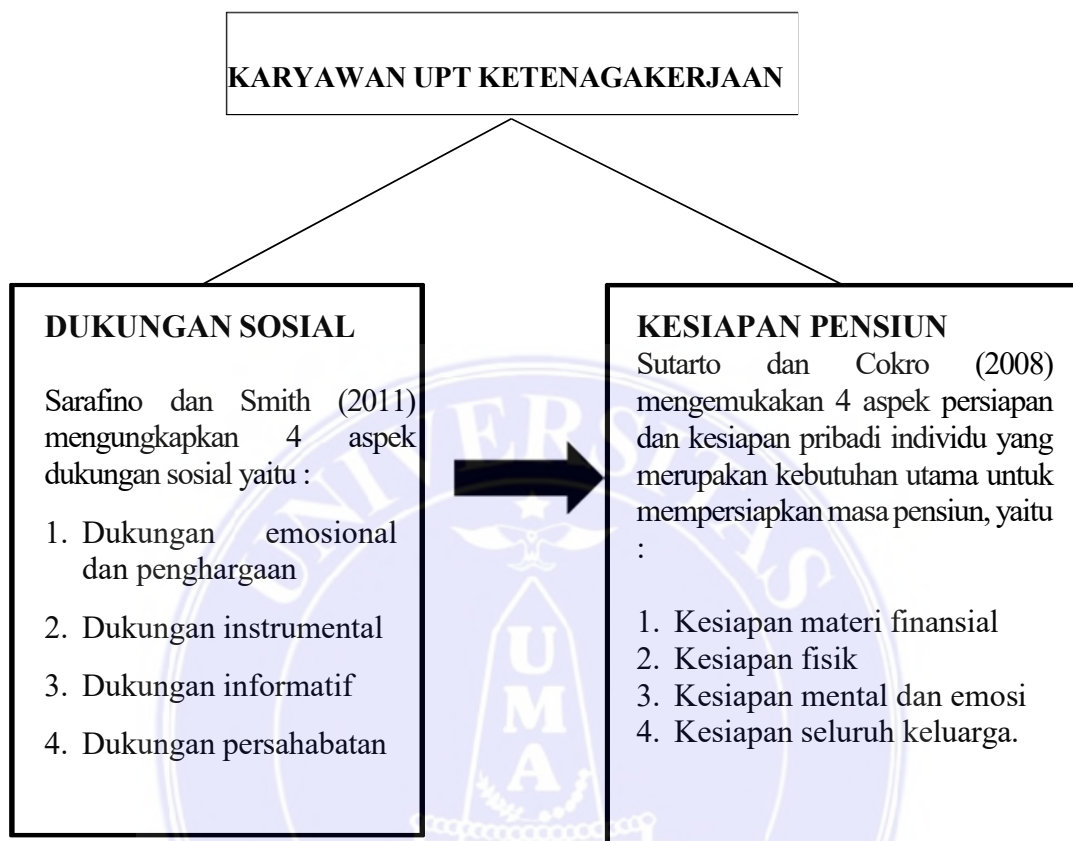 KARYAWAN UPT KETENAGAKERJAAN
DUKUNGAN SOSIAL
Sarafino dan Smith (2011)
mengungkapkan 4 aspek
dukungan sosial yaitu :
1. Dukungan emosional
dan penghargaan
2. Dukungan instrumental
3. Dukungan informatif
4. Dukungan persahabatan
KESIAPAN PENSIUN
Sutarto dan Cokro (2008)
mengemukakan 4 aspek persiapan
dan kesiapan pribadi individu yang
merupakan kebutuhan utama untuk
mempersiapkan masa pensiun, yaitu
:
1. Kesiapan materi finansial
2. Kesiapan fisik
3. Kesiapan mental dan emosi
4. Kesiapan seluruh keluarga.
UNIVERSITAS
UMA